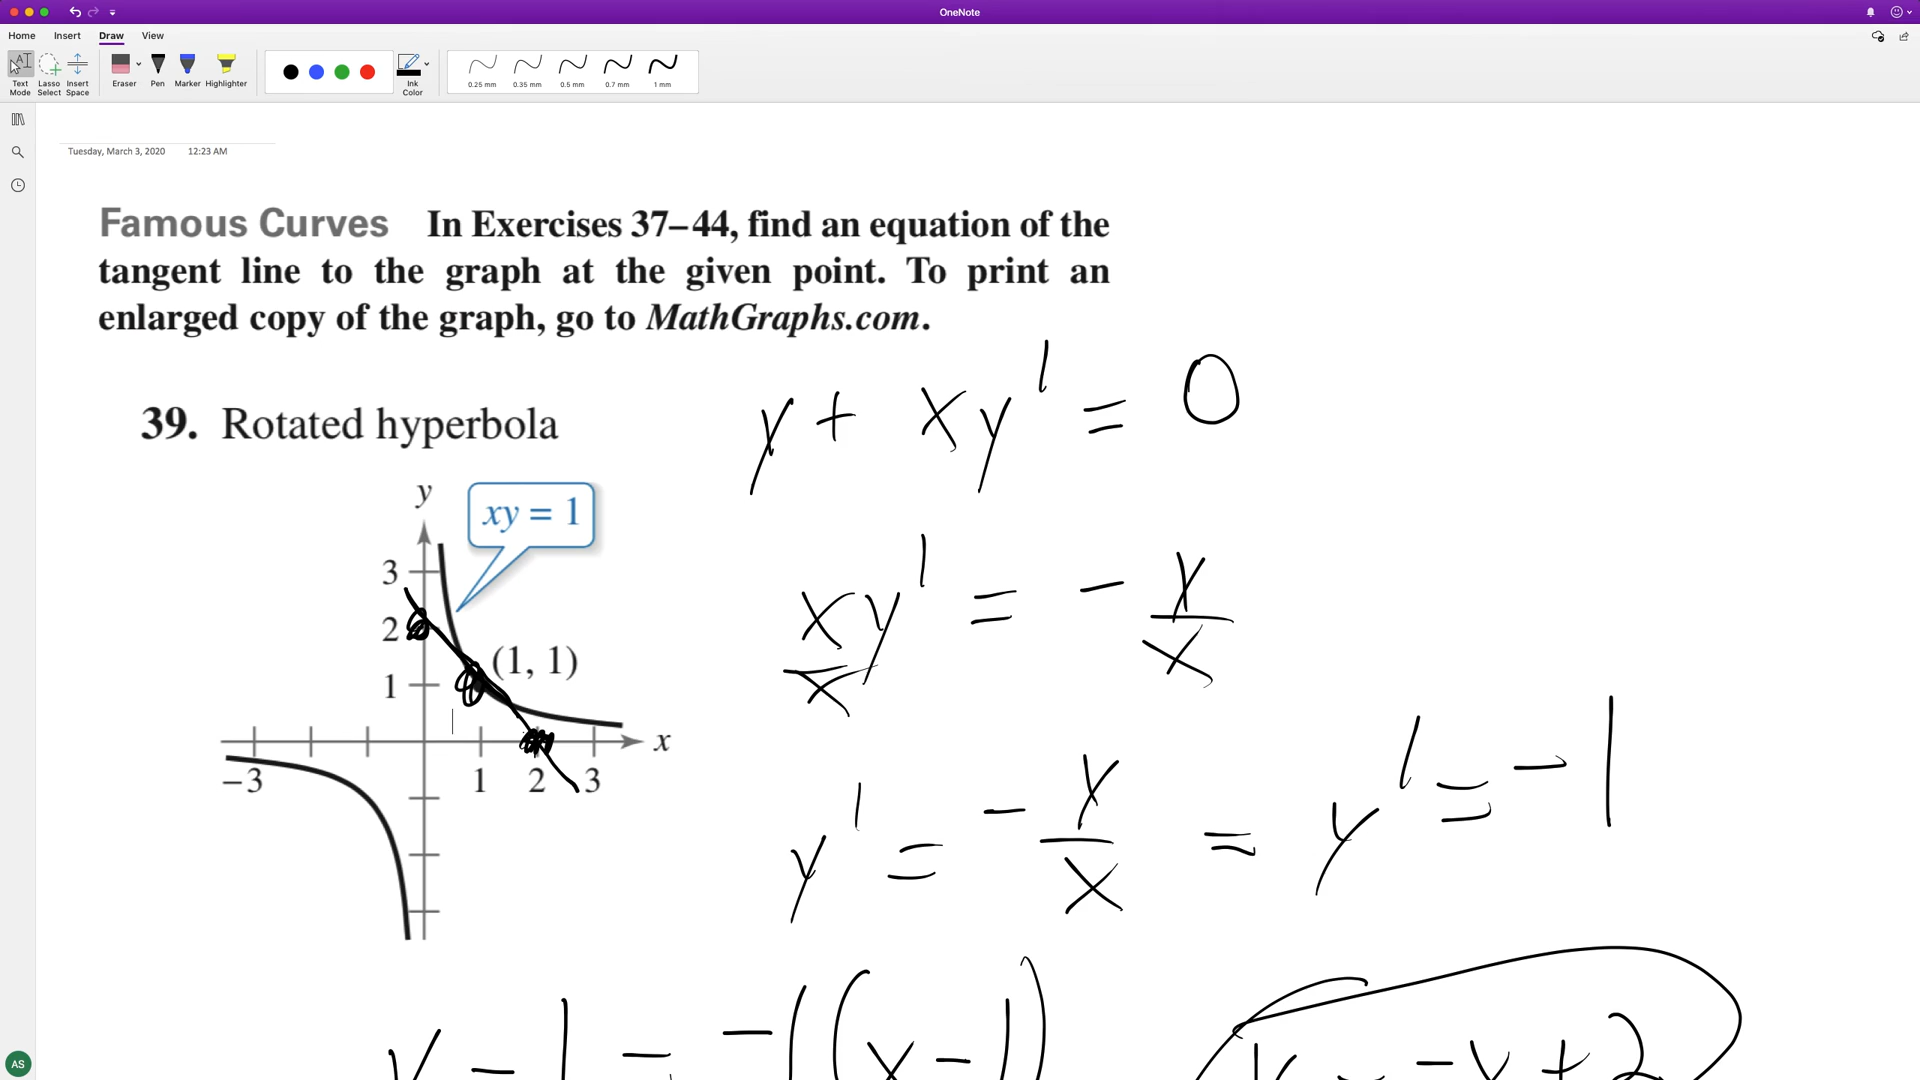 OneNote
Home Insert Draw View
Text Mode
Lasso Select
Insert Space
Eraser
Pen
Marker
Highlighter
Ink Color
0.25 mm 0.35 mm 0.5 mm 0.7 mm 1 mm
Tuesday, March 3, 2020 12:23 AM
Famous Curves In Exercises 37–44, find an equation of the
tangent line to the graph at the given point. To print an
enlarged copy of the graph, go to MathGraphs.com.
39. Rotated hyperbola
y
xy = 1
3
2
(1, 1)
1
x
−3 1 2 3
y + xy' = 0
xy'/x = - y/x
y' = - y/x = y' = -1
y - 1 = -1(x - 1)
y = -x + 2
AS